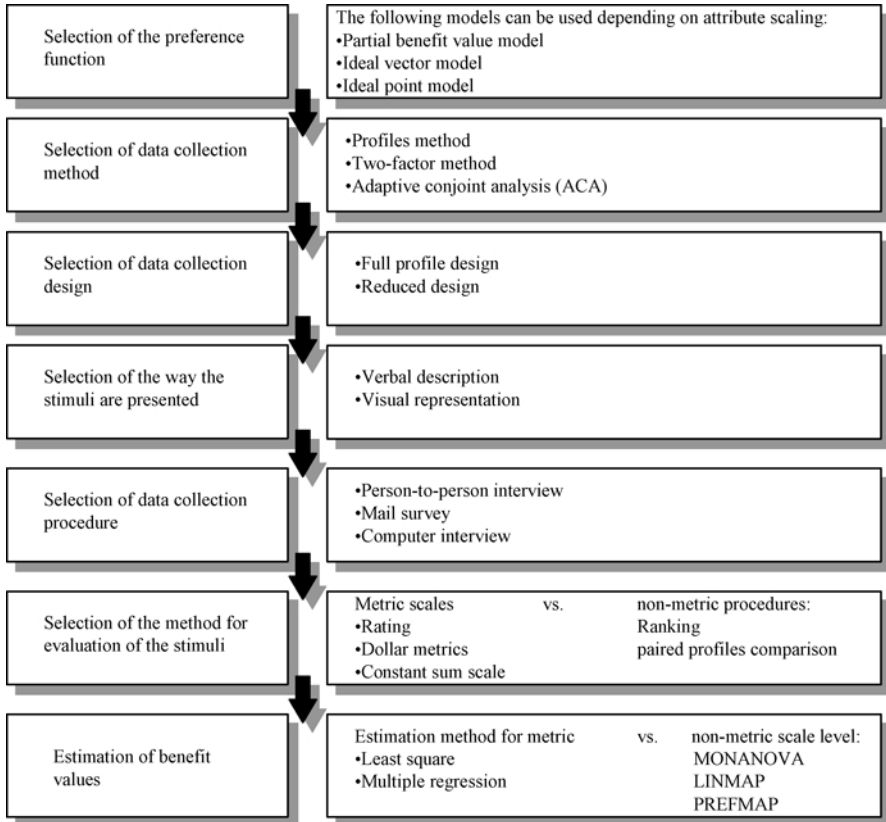 Selection of the preference
function
The following models can be used depending on attribute scaling:
•Partial benefit value model
•Ideal vector model
•Ideal point model
Selection of data collection
method
•Profiles method
•Two-factor method
•Adaptive conjoint analysis (ACA)
Selection of data collection
design
•Full profile design
•Reduced design
Selection of the way the
stimuli are presented
•Verbal description
•Visual representation
Selection of data collection
procedure
•Person-to-person interview
•Mail survey
•Computer interview
Selection of the method for
evaluation of the stimuli
Metric scales vs. non-metric procedures:
•Rating Ranking
•Dollar metrics paired profiles comparison
•Constant sum scale
Estimation of benefit
values
Estimation method for metric vs. non-metric scale level:
•Least square MONANOVA
•Multiple regression LINMAP
PREFMAP